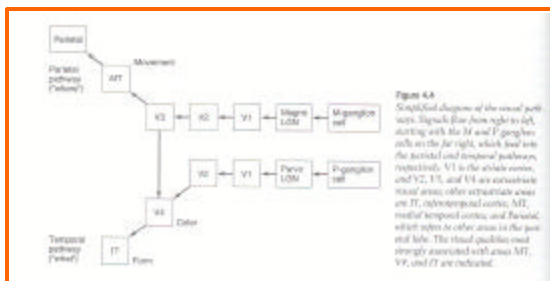 Parietal
Movement
Parietal
pathway
("where")
MT
V3
V2
V1
Magno
LGN
M-ganglion
cell
V2
V1
Parvo
LGN
P-ganglion
cell
V4
Color
Temporal
pathway
("what")
IT
Form
Figure 4.4
Simplified diagram of the visual path-
ways. Signals flow from right to left,
starting with the M and P ganglion
cells on the far right, which feed into
the parietal and temporal pathways,
respectively. V1 is the striate cortex,
and V2, V3, and V4 are extrastriate
visual areas; other extrastriate areas
are IT, inferotemporal cortex; MT,
medial temporal cortex; and Parietal,
which refers to other areas in the pari-
etal lobe. The visual qualities most
strongly associated with areas MT,
V4, and IT are indicated.